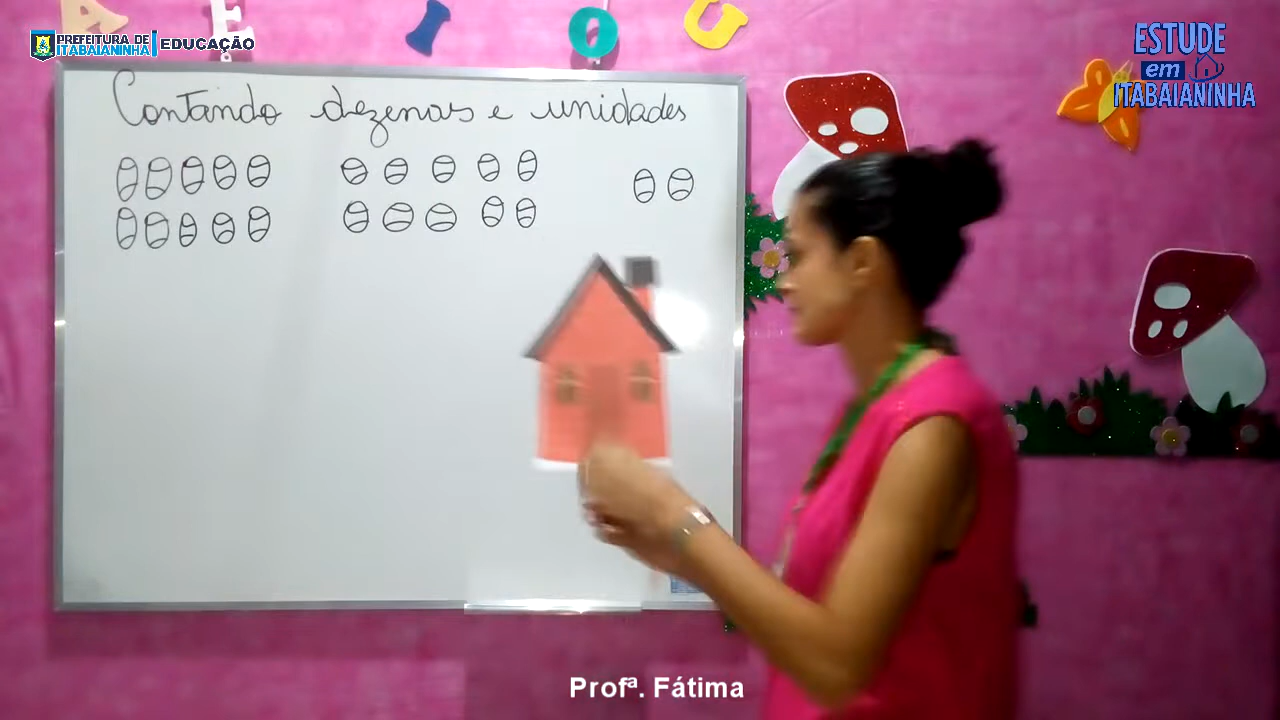 A I O U
PREFEITURA DE
ITABAIANINHA
EDUCAÇÃO
ESTUDE
em
ITABAIANINHA
Contando dezenas e unidades
Profª. Fátima